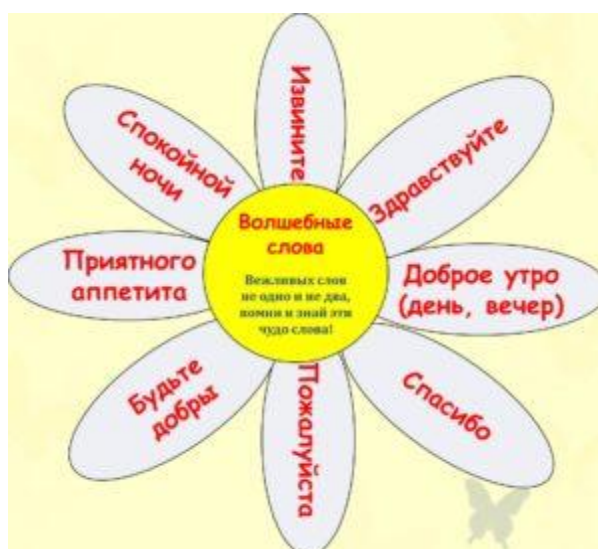 Волшебные
слова
Вежливых слов
не одно и не два,
помни и знай эти
чудо слова!
Извините
Здравствуйте
Доброе утро
(день, вечер)
Спасибо
Пожалуйста
Будьте
добры
Приятного
аппетита
Спокойной
ночи